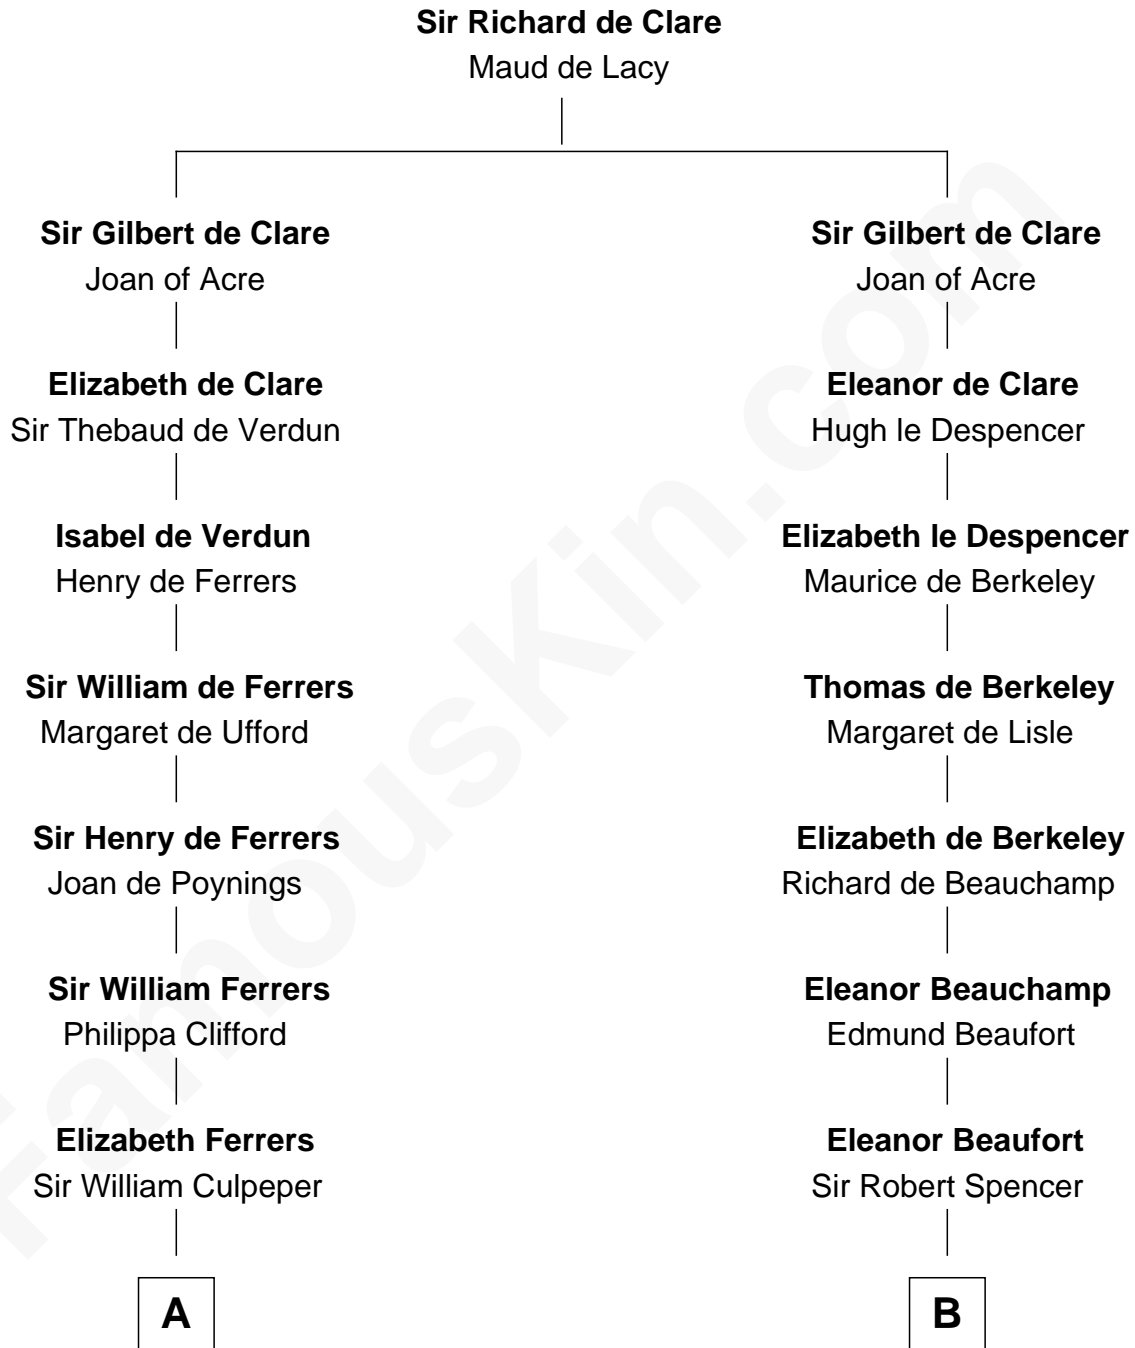 Sir Richard de Clare
Maud de Lacy
Sir Gilbert de Clare
Joan of Acre
Sir Gilbert de Clare
Joan of Acre
Elizabeth de Clare
Sir Thebaud de Verdun
Eleanor de Clare
Hugh le Despencer
Isabel de Verdun
Henry de Ferrers
Elizabeth le Despencer
Maurice de Berkeley
Sir William de Ferrers
Margaret de Ufford
Thomas de Berkeley
Margaret de Lisle
Sir Henry de Ferrers
Joan de Poynings
Elizabeth de Berkeley
Richard de Beauchamp
Sir William Ferrers
Philippa Clifford
Eleanor Beauchamp
Edmund Beaufort
Elizabeth Ferrers
Sir William Culpeper
Eleanor Beaufort
Sir Robert Spencer
A
B
FamousKin.com